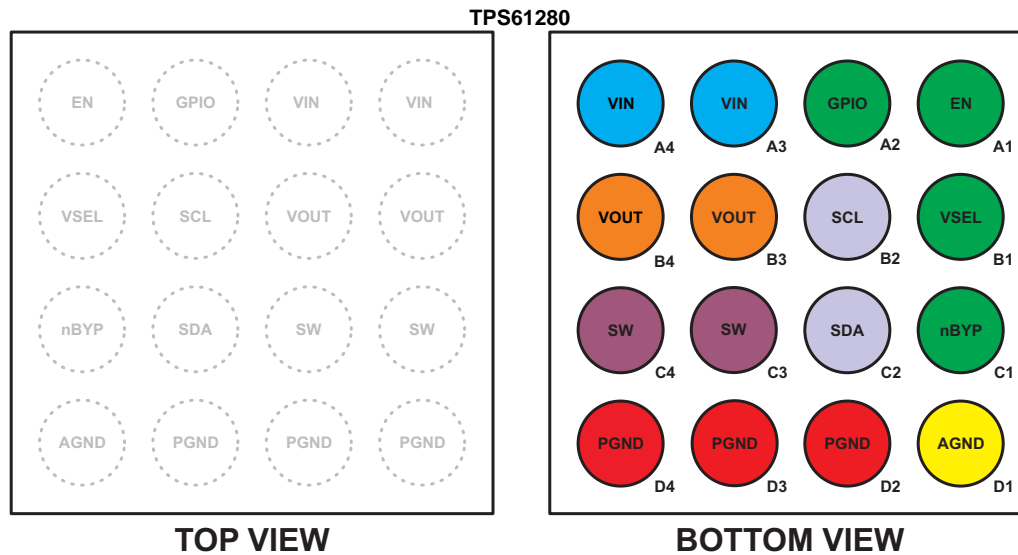 TPS61280
EN GPIO VIN VIN
VSEL SCL VOUT VOUT
nBYP SDA SW SW
AGND PGND PGND PGND
TOP VIEW
VIN VIN GPIO EN
A4 A3 A2 A1
VOUT VOUT SCL VSEL
B4 B3 B2 B1
SW SW SDA nBYP
C4 C3 C2 C1
PGND PGND PGND AGND
D4 D3 D2 D1
BOTTOM VIEW